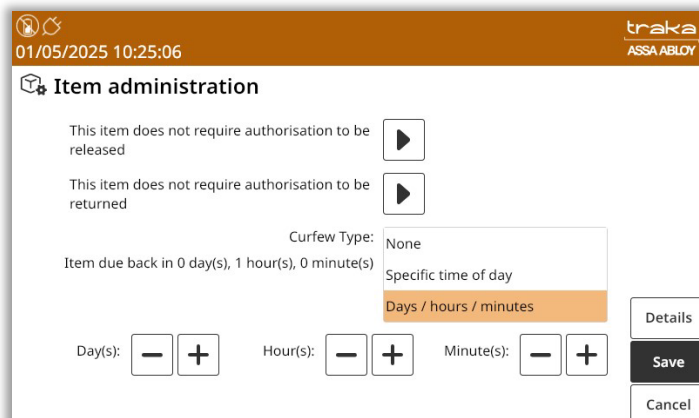 traka
01/05/2025 10:25:06
ASSA ABLOY
Item administration
This item does not require authorisation to be
released
This item does not require authorisation to be
returned
Curfew Type:
None
Item due back in 0 day(s), 1 hour(s), 0 minute(s)
Specific time of day
Days / hours / minutes
Details
Day(s):
Hour(s):
Minute(s):
Save
Cancel